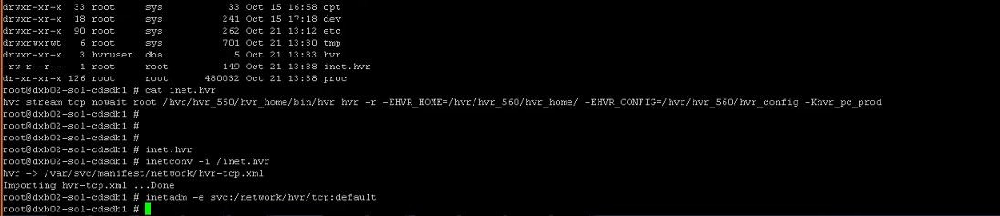 drwxr-xr-x  33 root     sys           33 Oct 15 16:58 opt
drwxr-xr-x  18 root     sys          241 Oct 15 17:18 dev
drwxr-xr-x  90 root     sys          262 Oct 21 13:12 etc
drwxrwxrwt   6 root     sys          701 Oct 21 13:30 tmp
drwxr-xr-x   3 hvruser  dba            5 Oct 21 13:33 hvr
-rw-r--r--   1 root     root         149 Oct 21 13:38 inet.hvr
dr-xr-xr-x 126 root     root      480032 Oct 21 13:38 proc
root@dxb02-sol-cdsdb1 # cat inet.hvr
hvr stream tcp nowait root /hvr/hvr_560/hvr_home/bin/hvr hvr -r -EHVR_HOME=/hvr/hvr_560/hvr_home/ -EHVR_CONFIG=/hvr/hvr_560/hvr_config -Khvr_pc_prod
root@dxb02-sol-cdsdb1 #
root@dxb02-sol-cdsdb1 #
root@dxb02-sol-cdsdb1 #
root@dxb02-sol-cdsdb1 # inet.hvr
root@dxb02-sol-cdsdb1 # inetconv -i /inet.hvr
hvr -> /var/svc/manifest/network/hvr-tcp.xml
Importing hvr-tcp.xml ...Done
root@dxb02-sol-cdsdb1 # inetadm -e svc:/network/hvr/tcp:default
root@dxb02-sol-cdsdb1 #